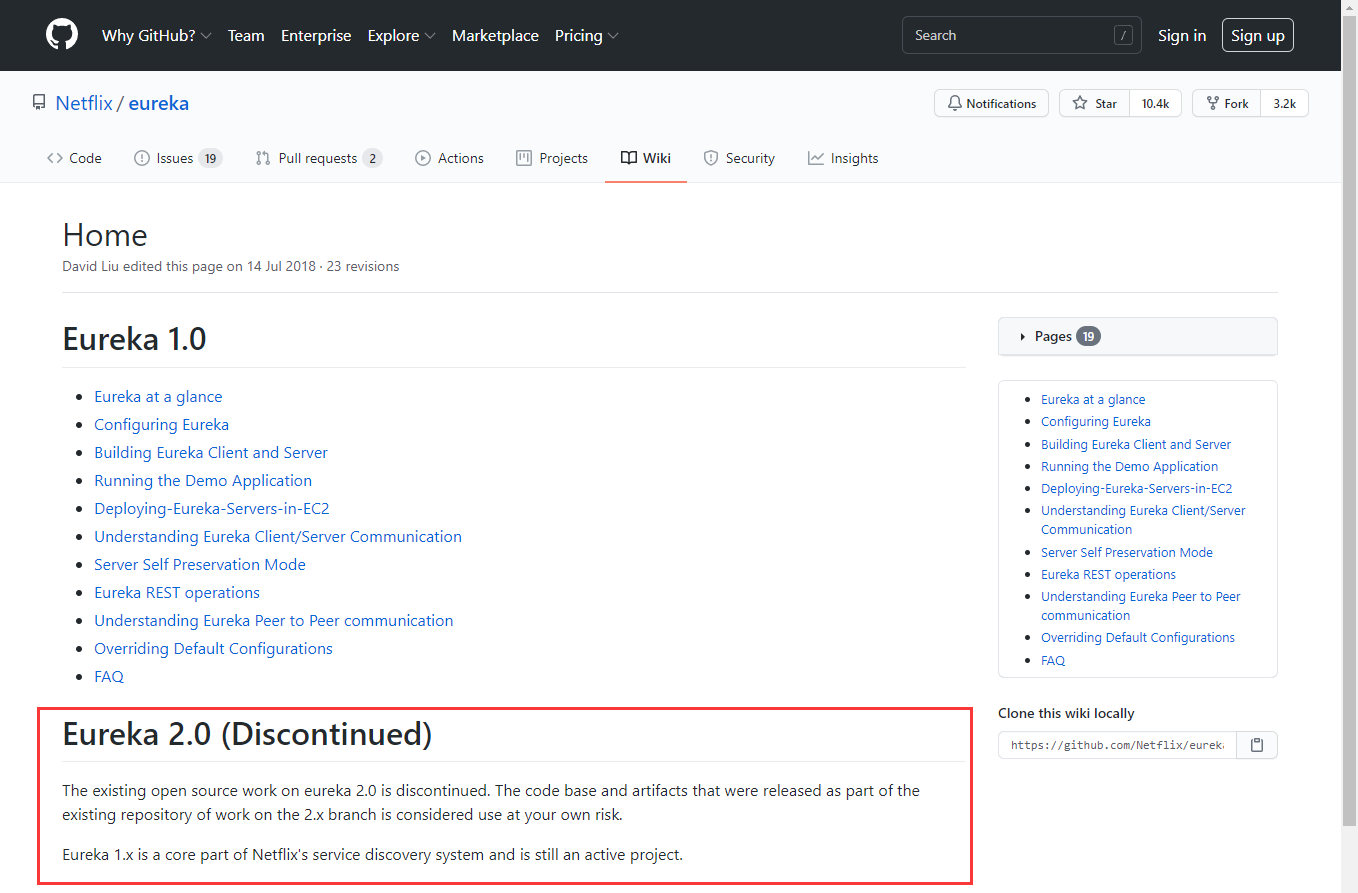 Why GitHub? Team Enterprise Explore Marketplace Pricing Search / Sign in Sign up
Netflix / eureka Notifications Star 10.4k Fork 3.2k
Code Issues 19 Pull requests 2 Actions Projects Wiki Security Insights
Home
David Liu edited this page on 14 Jul 2018 · 23 revisions
Eureka 1.0
Eureka at a glance
Configuring Eureka
Building Eureka Client and Server
Running the Demo Application
Deploying-Eureka-Servers-in-EC2
Understanding Eureka Client/Server Communication
Server Self Preservation Mode
Eureka REST operations
Understanding Eureka Peer to Peer communication
Overriding Default Configurations
FAQ
Eureka 2.0 (Discontinued)
The existing open source work on eureka 2.0 is discontinued. The code base and artifacts that were released as part of the
existing repository of work on the 2.x branch is considered use at your own risk.
Eureka 1.x is a core part of Netflix's service discovery system and is still an active project.
Pages 19
Eureka at a glance
Configuring Eureka
Building Eureka Client and Server
Running the Demo Application
Deploying-Eureka-Servers-in-EC2
Understanding Eureka Client/Server
Communication
Server Self Preservation Mode
Eureka REST operations
Understanding Eureka Peer to Peer
communication
Overriding Default Configurations
FAQ
Clone this wiki locally
https://github.com/Netflix/eurek